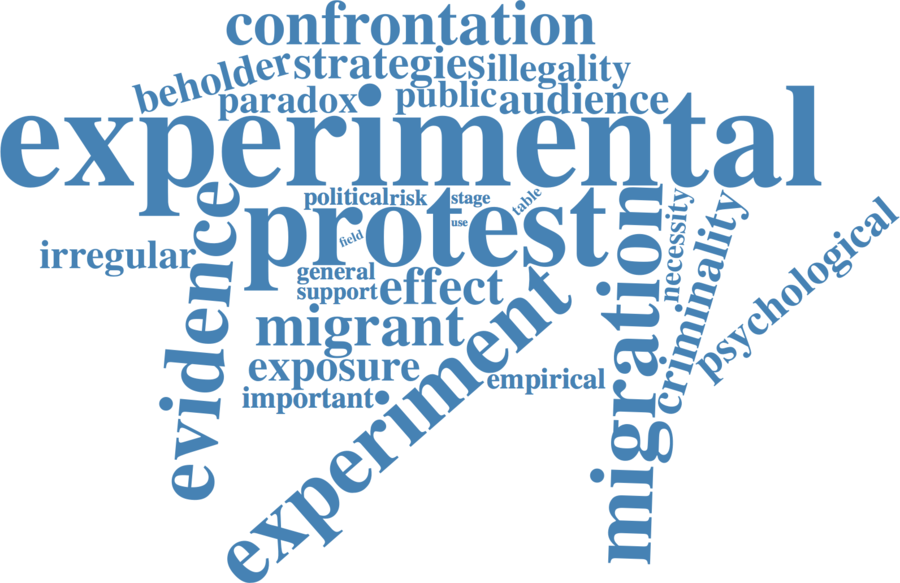 confrontation
beholder
strategies
illegality
paradox
public
audience
experimental
political
risk
stage
table
use
field
protest
evidence
irregular
general
support
effect
migrant
exposure
important
experiment
empirical
migration
necessity
criminality
psychological